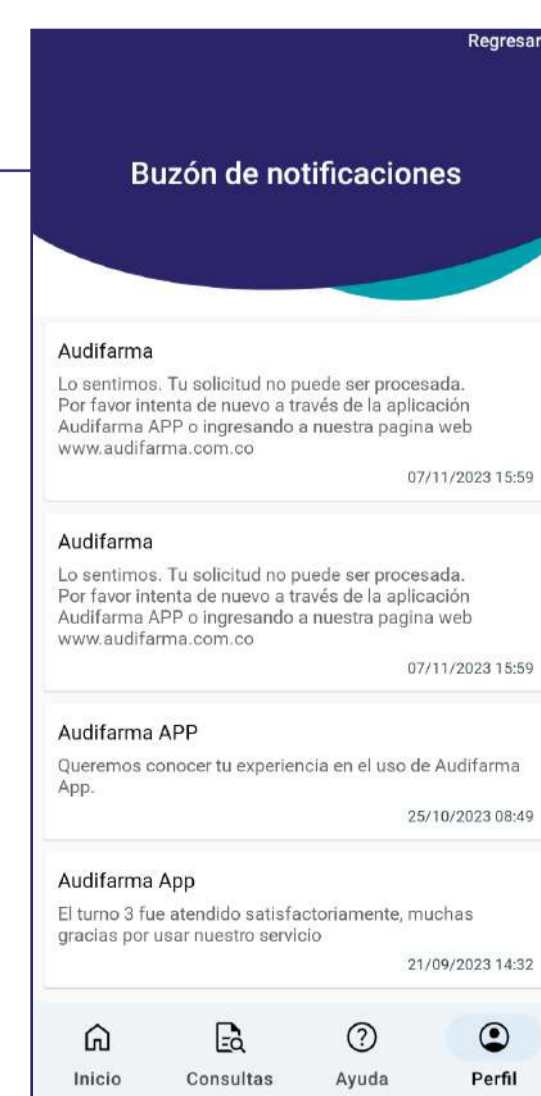 Regresar
Buzón de notificaciones
Audifarma
Lo sentimos. Tu solicitud no puede ser procesada.
Por favor intenta de nuevo a través de la aplicación
Audifarma APP o ingresando a nuestra pagina web
www.audifarma.com.co
07/11/2023 15:59
Audifarma
Lo sentimos. Tu solicitud no puede ser procesada.
Por favor intenta de nuevo a través de la aplicación
Audifarma APP o ingresando a nuestra pagina web
www.audifarma.com.co
07/11/2023 15:59
Audifarma APP
Queremos conocer tu experiencia en el uso de Audifarma
App.
25/10/2023 08:49
Audifarma App
El turno 3 fue atendido satisfactoriamente, muchas
gracias por usar nuestro servicio
21/09/2023 14:32
Inicio Consultas Ayuda Perfil